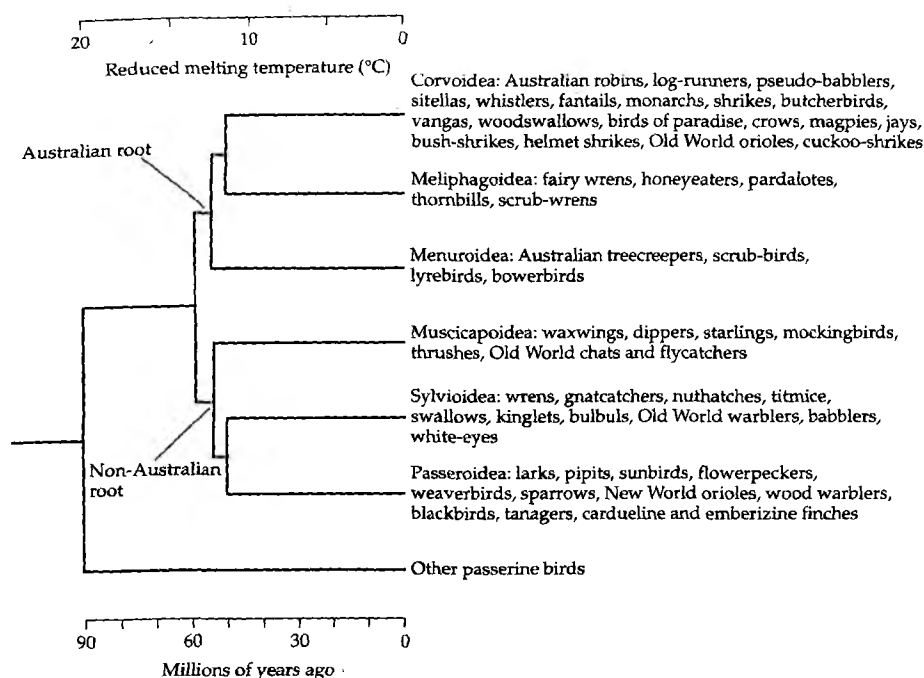 20 10 0
Reduced melting temperature (°C)
Corvoidea: Australian robins, log-runners, pseudo-babblers,
sitellas, whistlers, fantails, monarchs, shrikes, butcherbirds,
vangas, woodswallows, birds of paradise, crows, magpies, jays,
bush-shrikes, helmet shrikes, Old World orioles, cuckoo-shrikes
Australian root
Meliphagoidea: fairy wrens, honeyeaters, pardalotes,
thornbills, scrub-wrens
Menuroidea: Australian treecreepers, scrub-birds,
lyrebirds, bowerbirds
Muscicapoidea: waxwings, dippers, starlings, mockingbirds,
thrushes, Old World chats and flycatchers
Sylvioidea: wrens, gnatcatchers, nuthatches, titmice,
swallows, kinglets, bulbuls, Old World warblers, babblers,
white-eyes
Non-Australian
root
Passeroidea: larks, pipits, sunbirds, flowerpeckers,
weaverbirds, sparrows, New World orioles, wood warblers,
blackbirds, tanagers, cardueline and emberizine finches
Other passerine birds
90 60 30 0
Millions of years ago